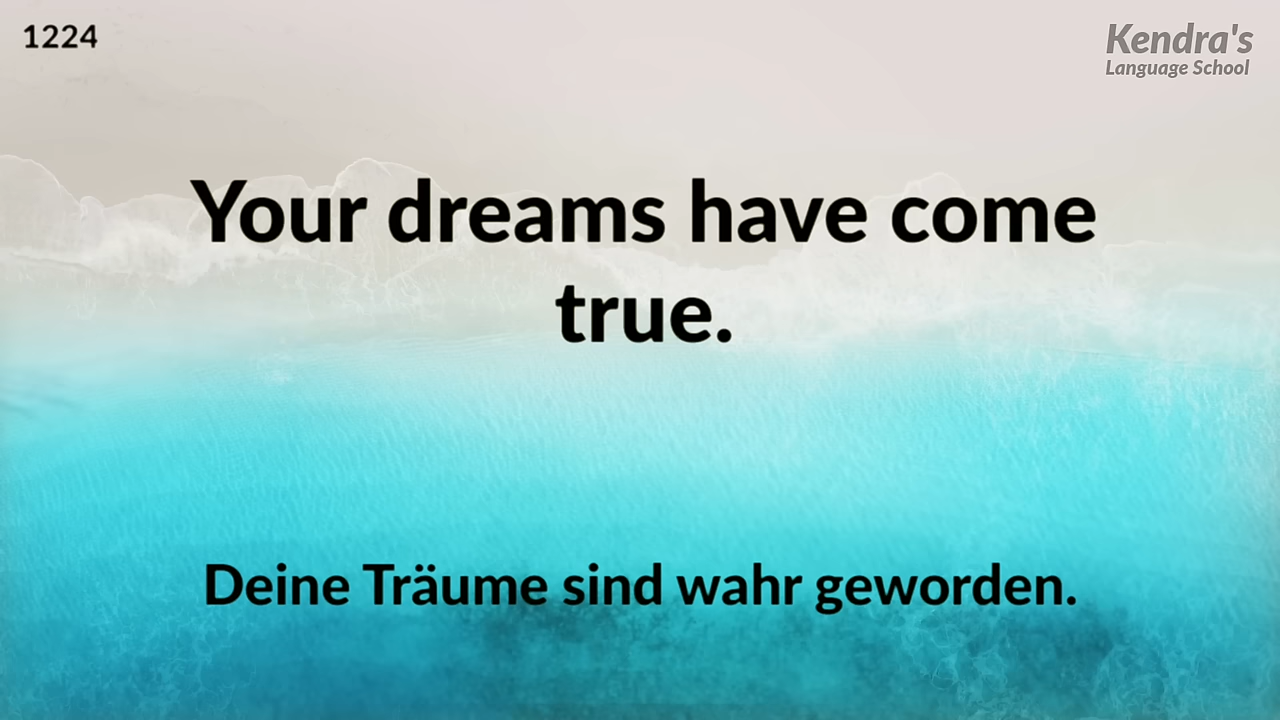 1224
Kendra's
Language School
Your dreams have come
true.
Deine Träume sind wahr geworden.